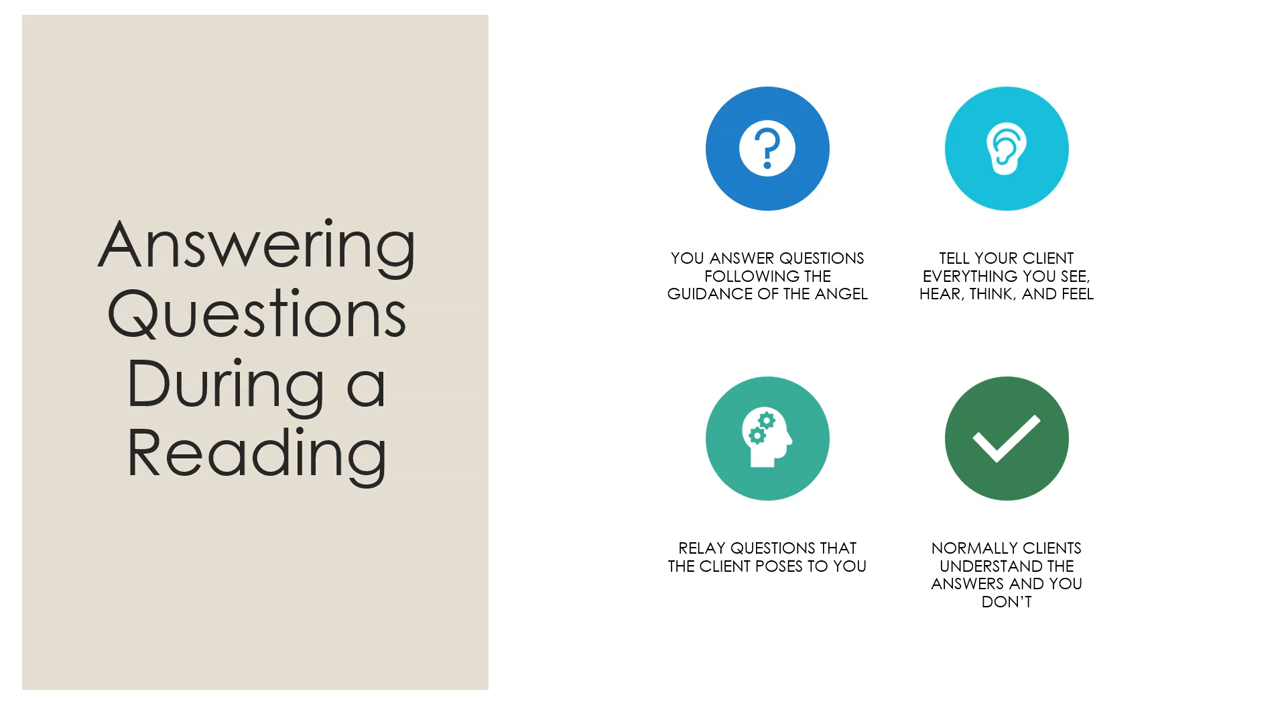 Answering
Questions
During a
Reading
YOU ANSWER QUESTIONS
FOLLOWING THE
GUIDANCE OF THE ANGEL
TELL YOUR CLIENT
EVERYTHING YOU SEE,
HEAR, THINK, AND FEEL
RELAY QUESTIONS THAT
THE CLIENT POSES TO YOU
NORMALLY CLIENTS
UNDERSTAND THE
ANSWERS AND YOU
DON’T